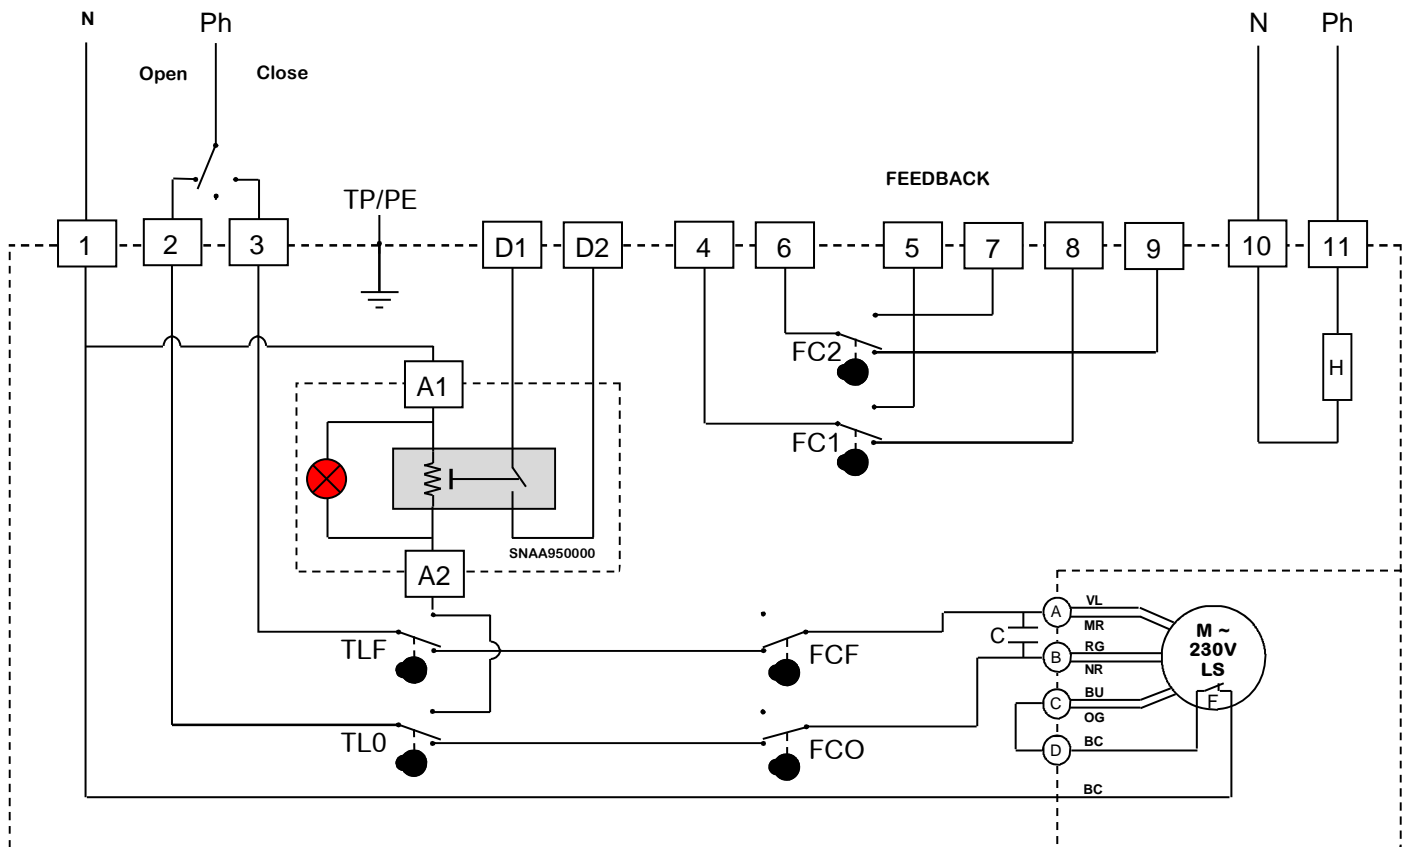 N Ph N Ph
Open Close
TP/PE
FEEDBACK
1 2 3 D1 D2 4 6 5 7 8 9 10 11
FC2
H
A1
FC1
SNAA950000
A2
TLF FCF
TL0 FCO
C
A VL
MR
B RG
NR
C BU
OG
D BC
BC
M ~
230V
LS
F